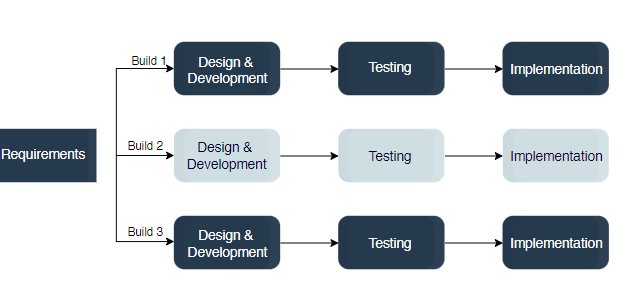 Build 1
Design &
Development
Testing
Implementation
Requirements
Build 2
Design &
Development
Testing
Implementation
Build 3
Design &
Development
Testing
Implementation